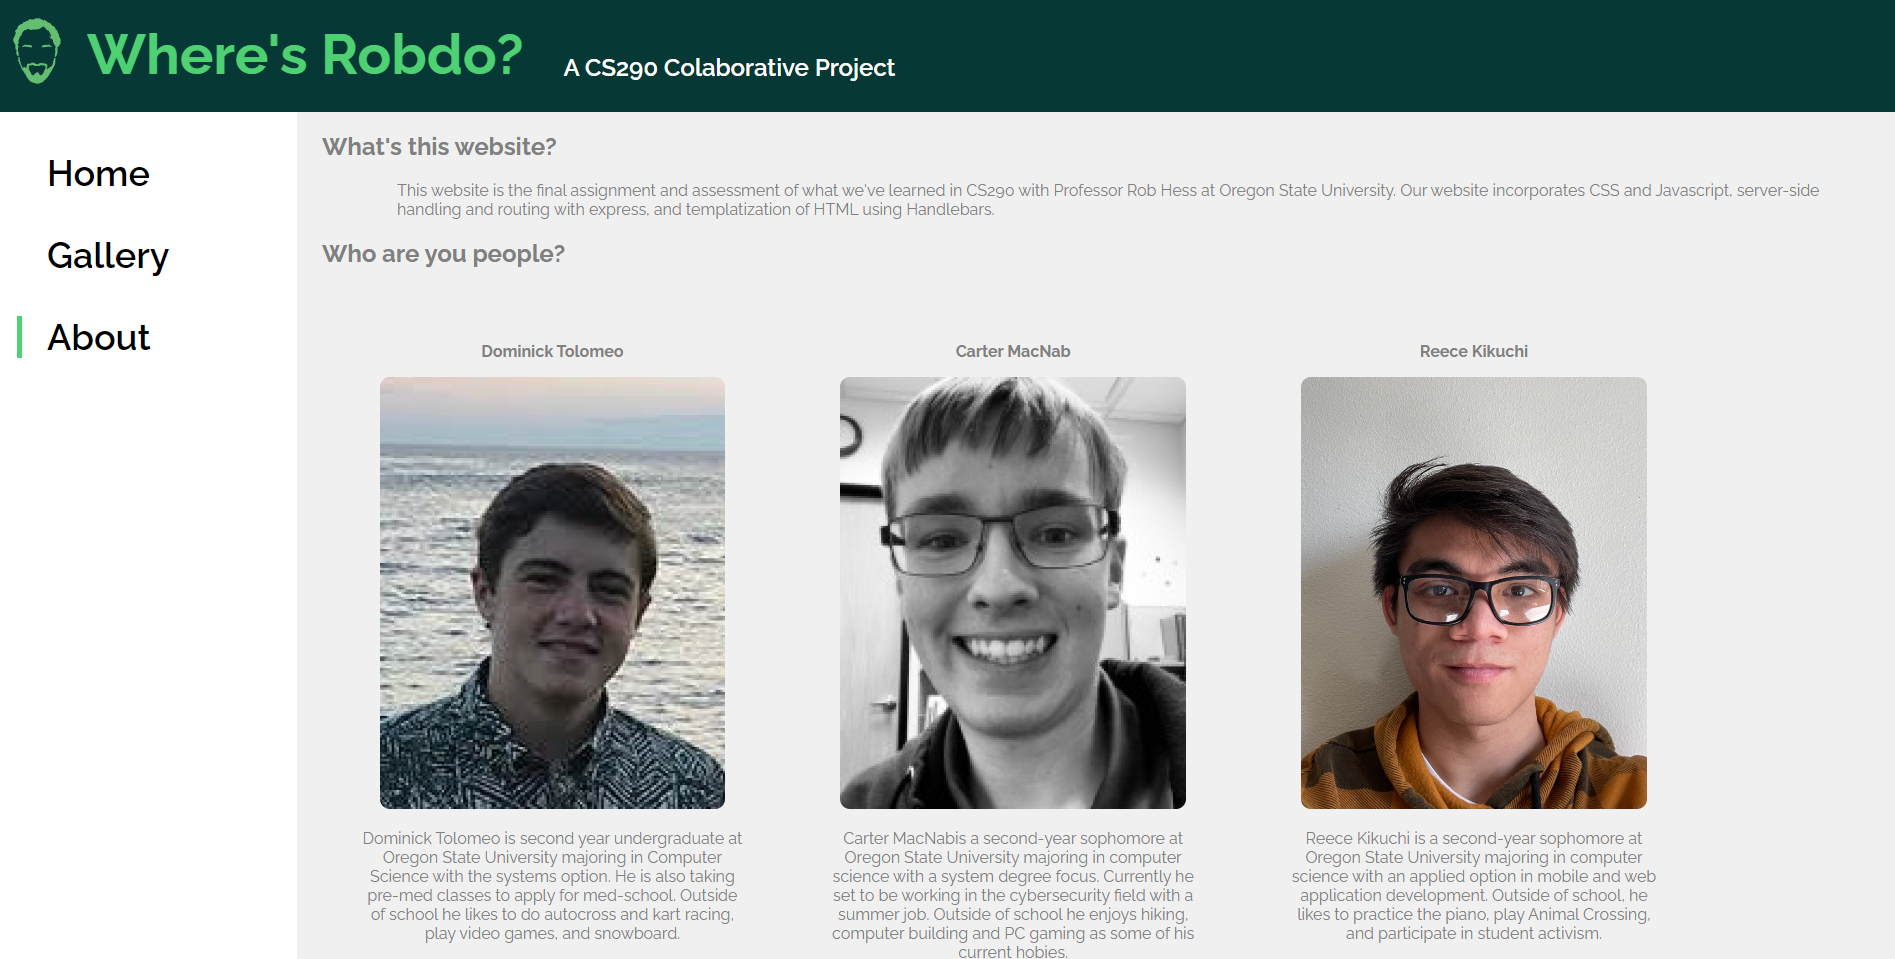 Where's Robdo?
A CS290 Colaborative Project
Home
Gallery
About
What's this website?
This website is the final assignment and assessment of what we've learned in CS290 with Professor Rob Hess at Oregon State University. Our website incorporates CSS and Javascript, server-side
handling and routing with express, and templatization of HTML using Handlebars.
Who are you people?
Dominick Tolomeo
Dominick Tolomeo is second year undergraduate at
Oregon State University majoring in Computer
Science with the systems option. He is also taking
pre-med classes to apply for med-school. Outside
of school he likes to do autocross and kart racing,
play video games, and snowboard.
Carter MacNab
Carter MacNabis a second-year sophomore at
Oregon State University majoring in computer
science with a system degree focus. Currently he
set to be working in the cybersecurity field with a
summer job. Outside of school he enjoys hiking,
computer building and PC gaming as some of his
current hobies.
Reece Kikuchi
Reece Kikuchi is a second-year sophomore at
Oregon State University majoring in computer
science with an applied option in mobile and web
application development. Outside of school, he
likes to practice the piano, play Animal Crossing,
and participate in student activism.